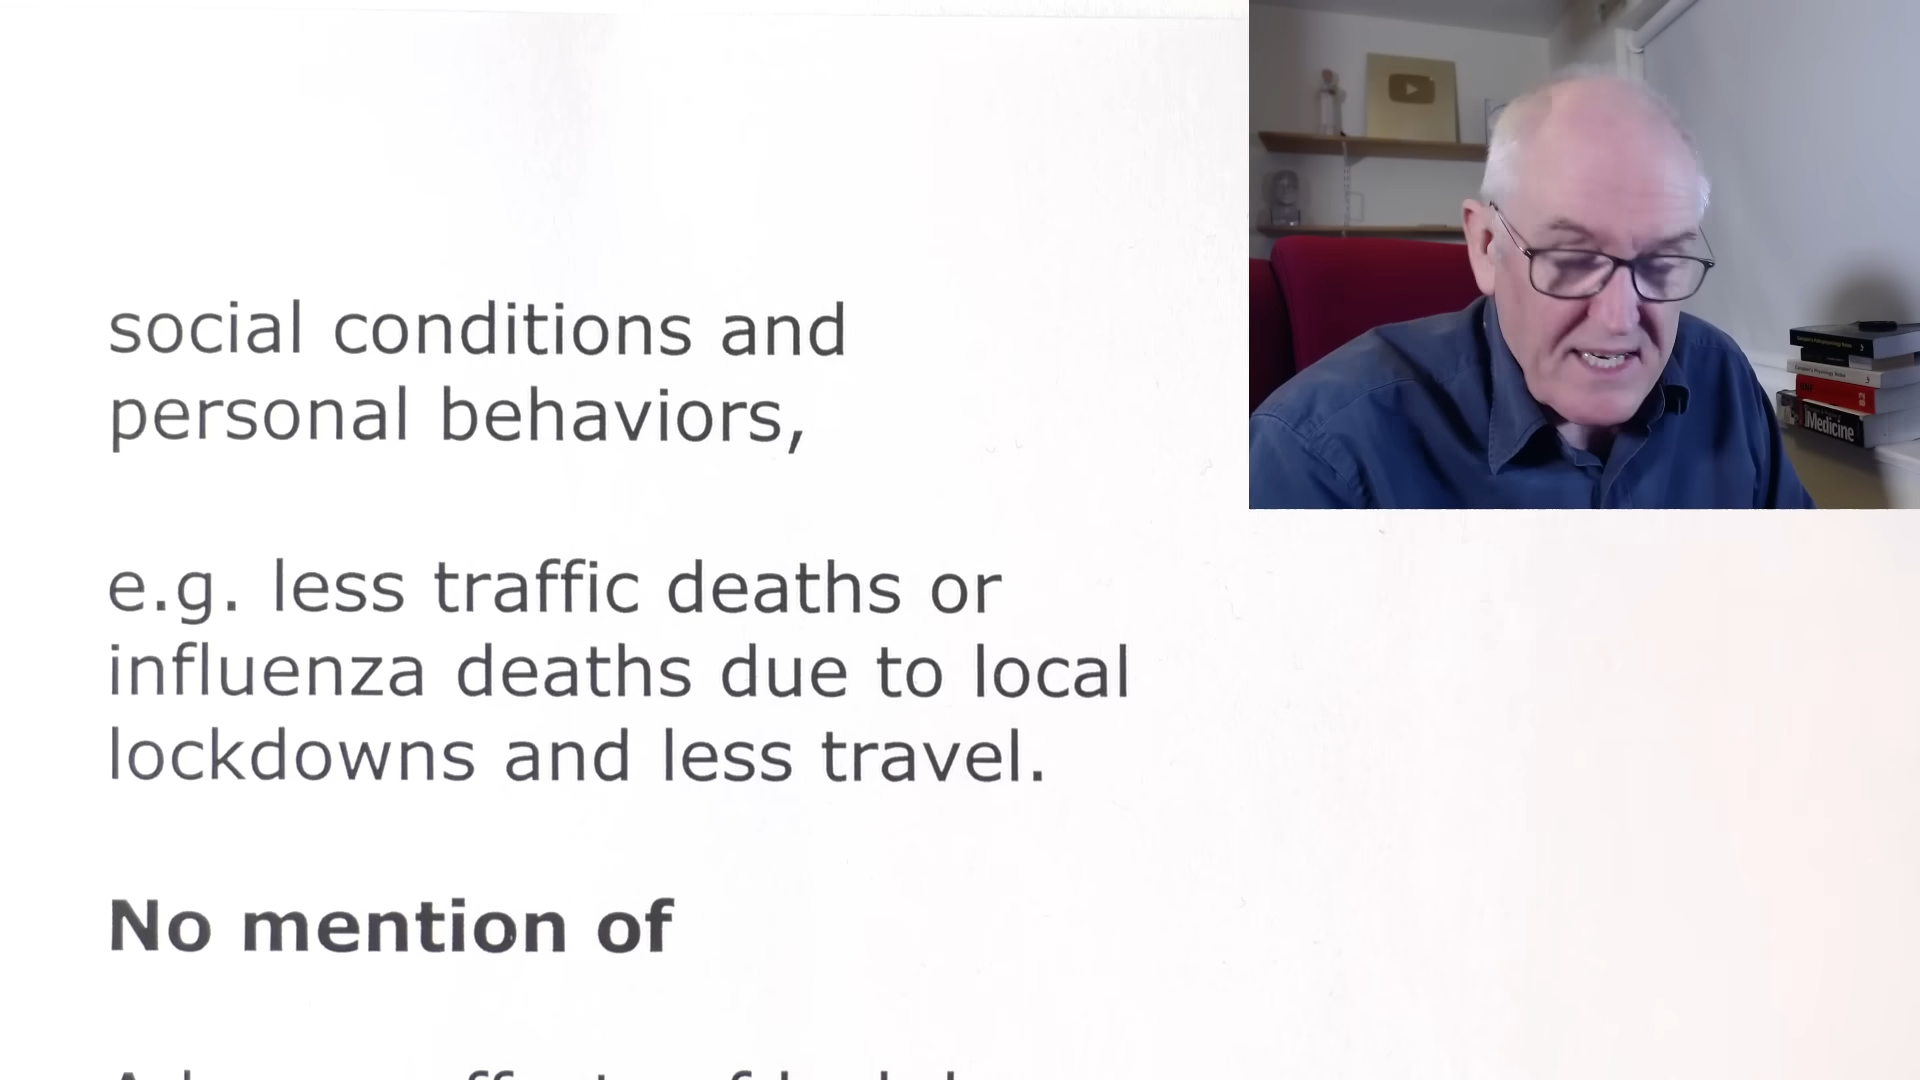 social conditions and
personal behaviors,
e.g. less traffic deaths or
influenza deaths due to local
lockdowns and less travel.
No mention of
Medicine